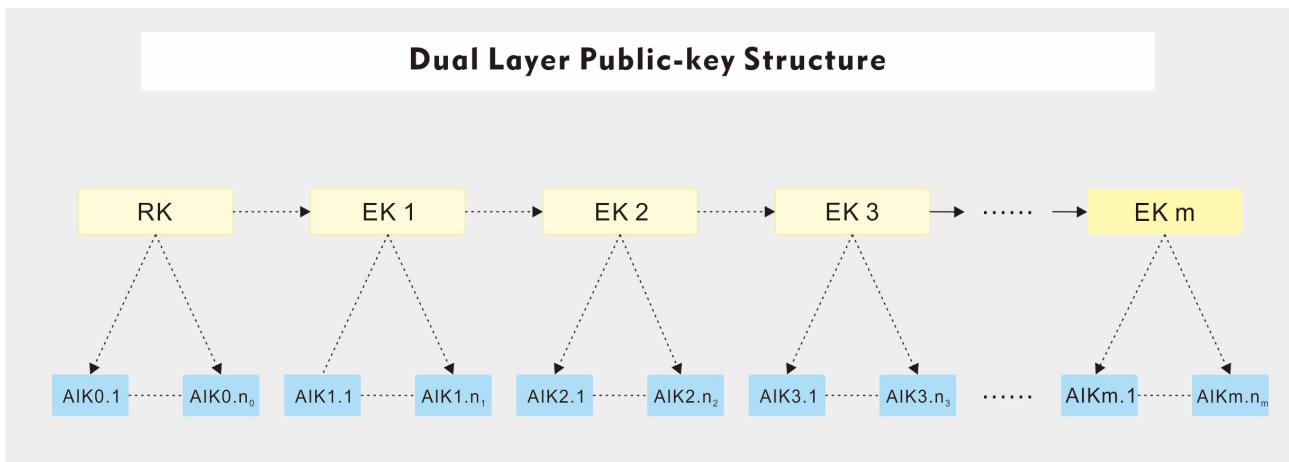 Dual Layer Public-key Structure
RK EK 1 EK 2 EK 3 ...... EK m
AIK0.1 AIK0.n₀ AIK1.1 AIK1.n₁ AIK2.1 AIK2.n₂ AIK3.1 AIK3.n₃ ...... AIKm.1 AIKm.nₘ